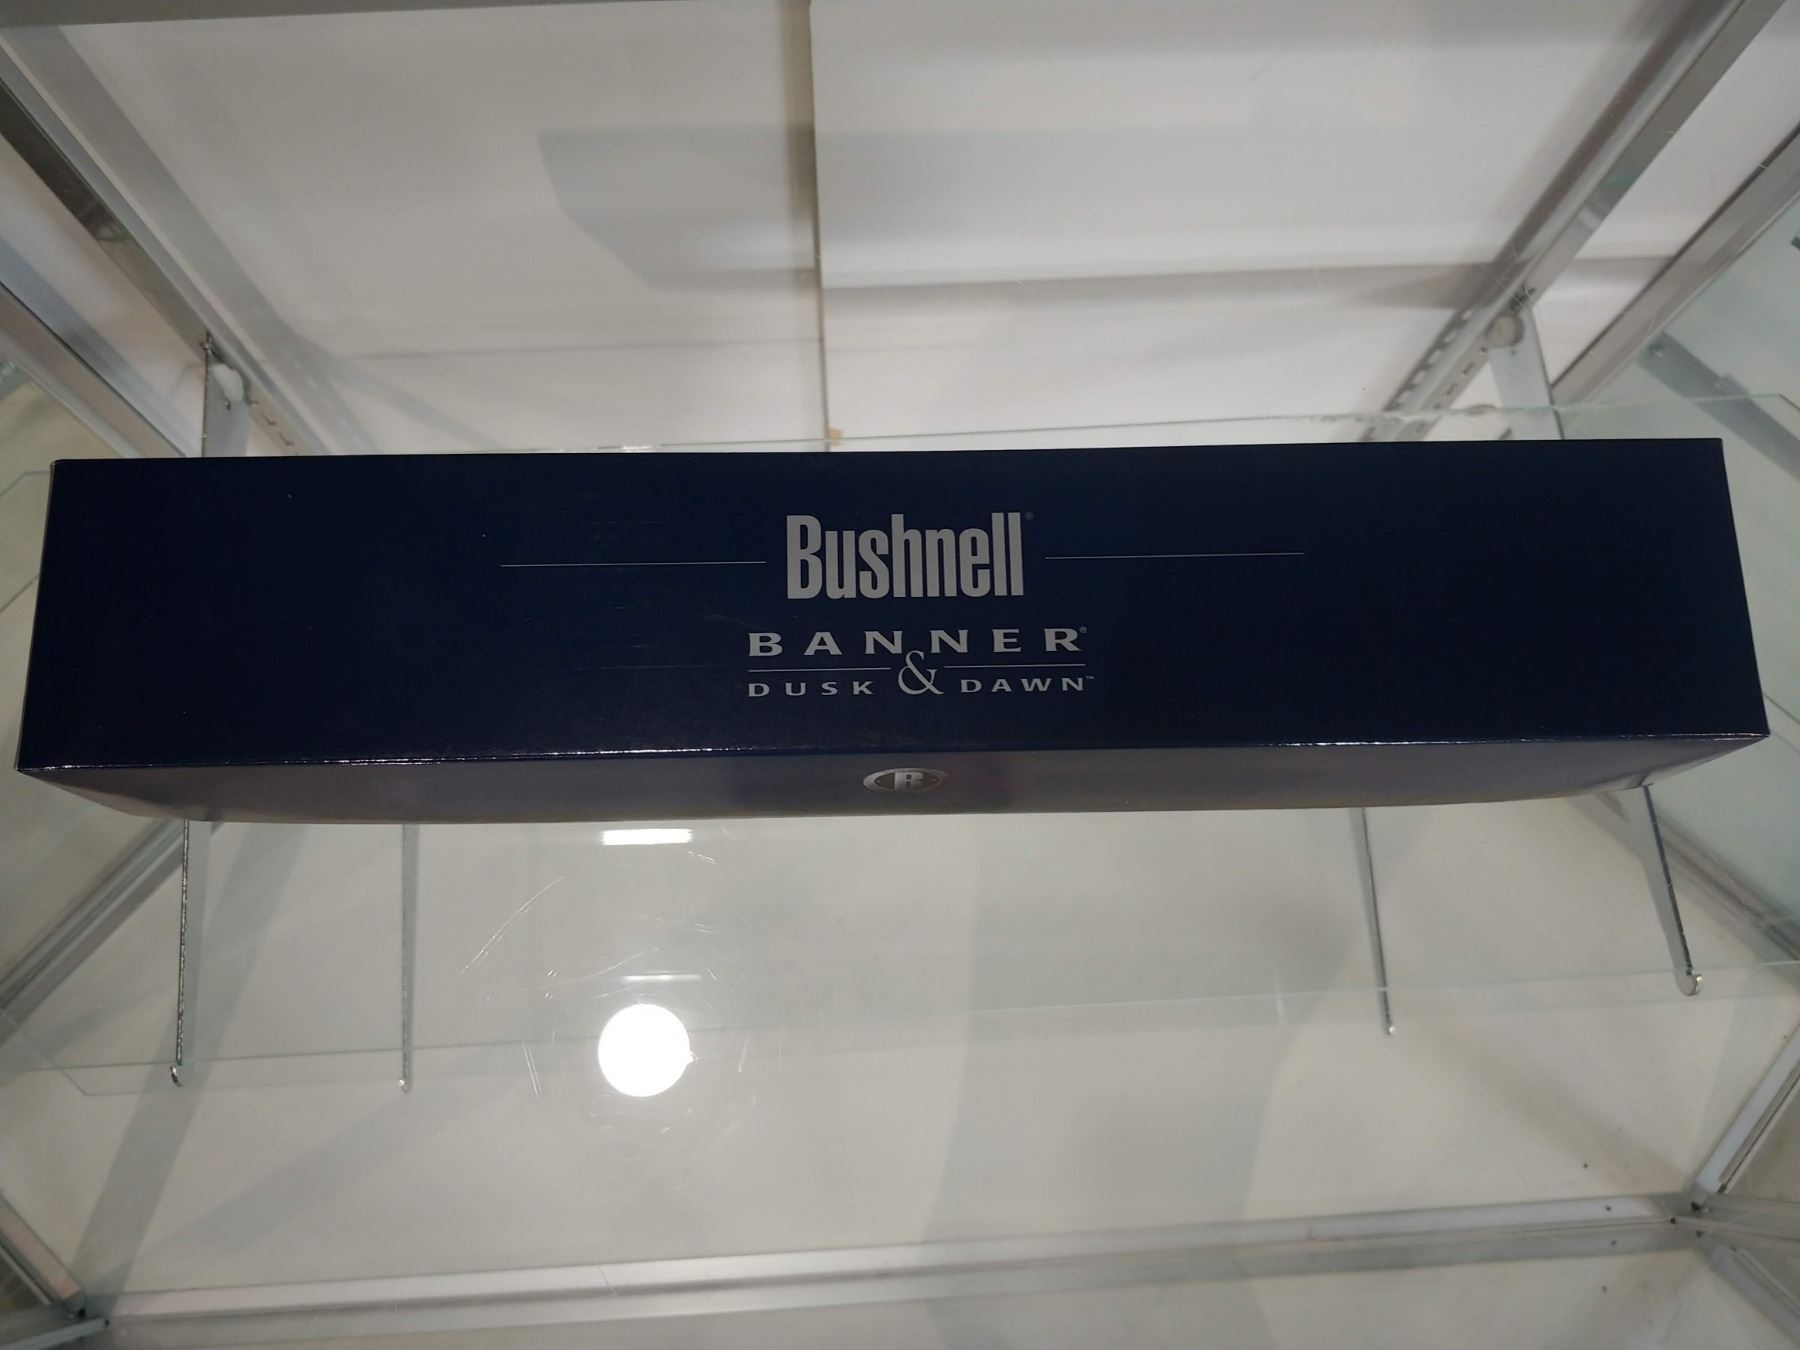 Bushnell®
BANNER®
DUSK & DAWN™
B